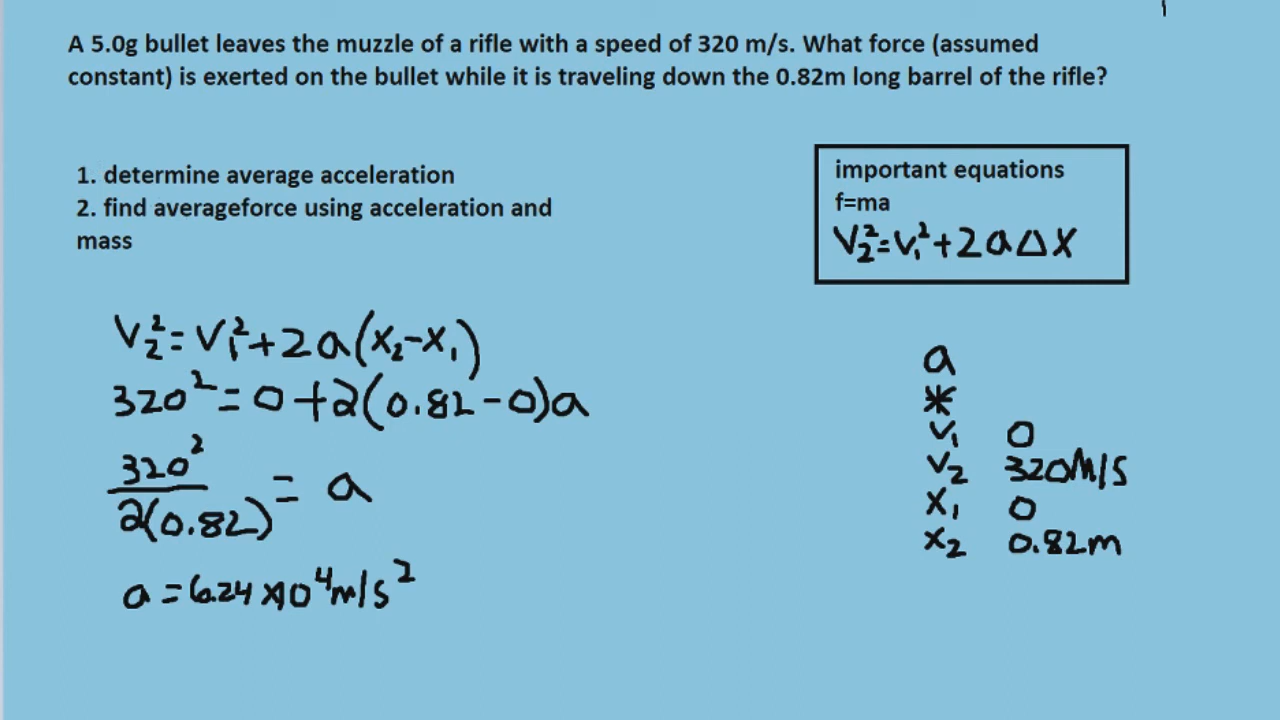 A 5.0g bullet leaves the muzzle of a rifle with a speed of 320 m/s. What force (assumed
constant) is exerted on the bullet while it is traveling down the 0.82m long barrel of the rifle?
1. determine average acceleration
2. find averageforce using acceleration and
mass
important equations
f=ma
V₂²=V₁²+2a△X
V₂²=V₁²+2a(X₂-X₁)
320²=0+2(0.82-0)a
320²
2(0.82)
=a
a=6.24x10⁴m/s²
a
*
V₁ 0
V₂ 320M/S
X₁ 0
X₂ 0.82m